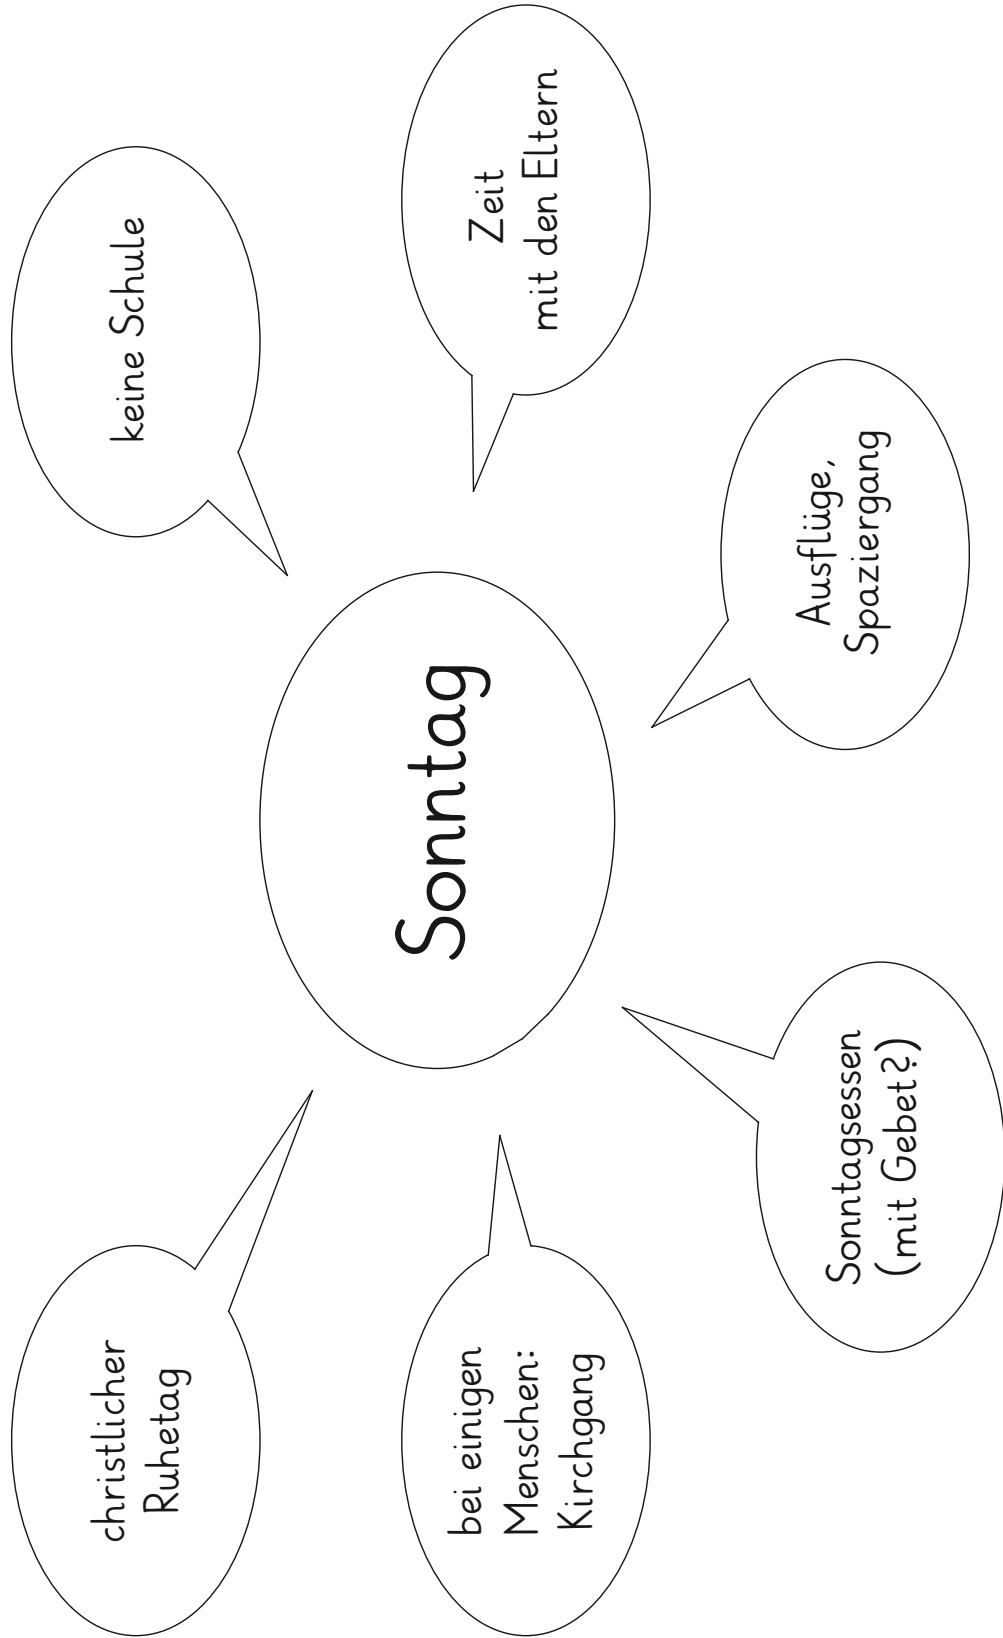 christlicher
Ruhetag
keine Schule
bei einigen
Menschen:
Kirchgang
Sonntag
Zeit
mit den Eltern
Sonntagsessen
(mit Gebet?)
Ausflüge,
Spaziergang